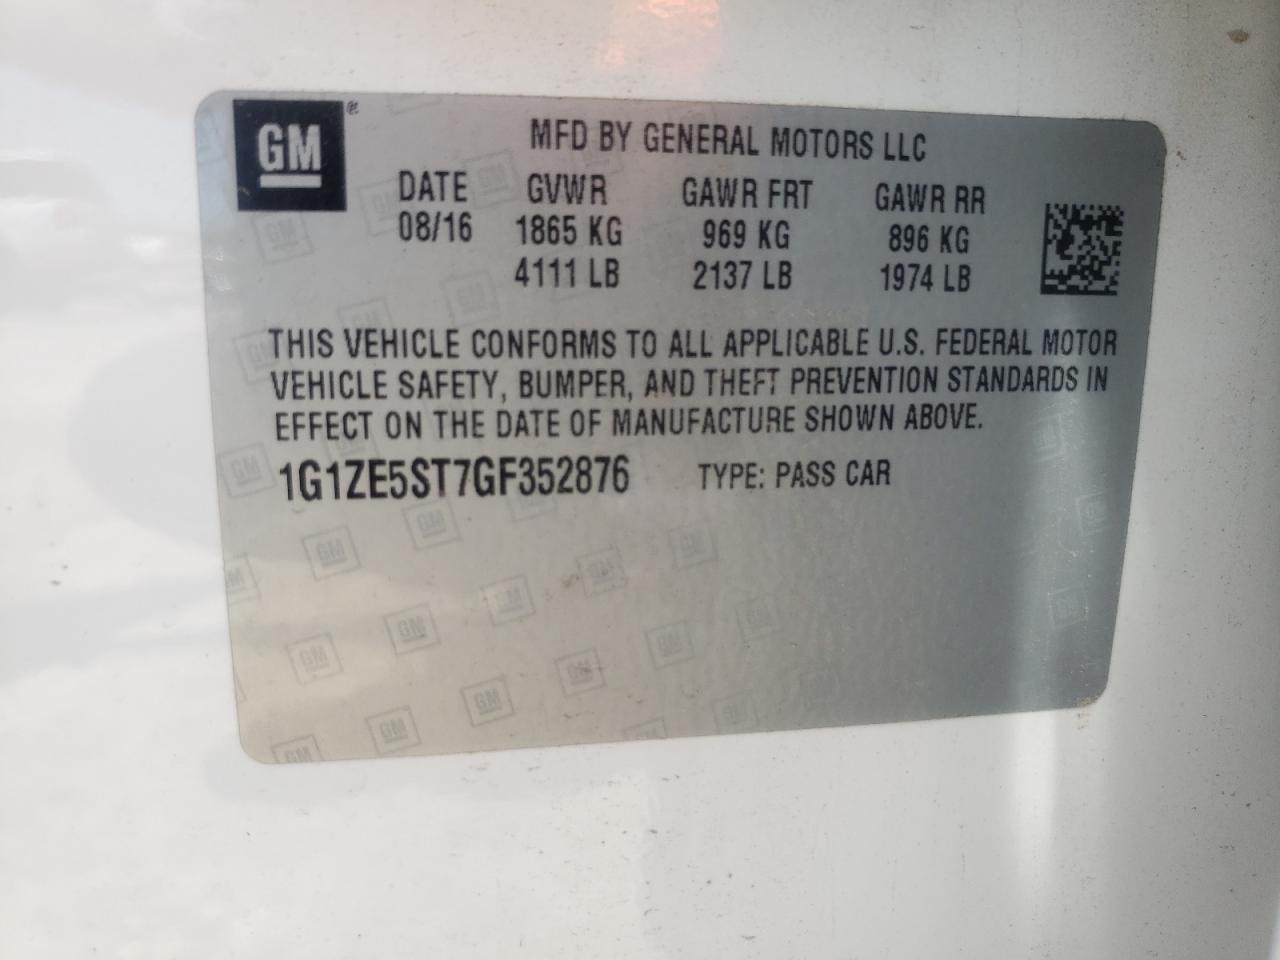 GM
MFD BY GENERAL MOTORS LLC
DATE GVWR GAWR FRT GAWR RR
08/16 1865 KG 969 KG 896 KG
4111 LB 2137 LB 1974 LB
THIS VEHICLE CONFORMS TO ALL APPLICABLE U.S. FEDERAL MOTOR
VEHICLE SAFETY, BUMPER, AND THEFT PREVENTION STANDARDS IN
EFFECT ON THE DATE OF MANUFACTURE SHOWN ABOVE.
1G1ZE5ST7GF352876 TYPE: PASS CAR